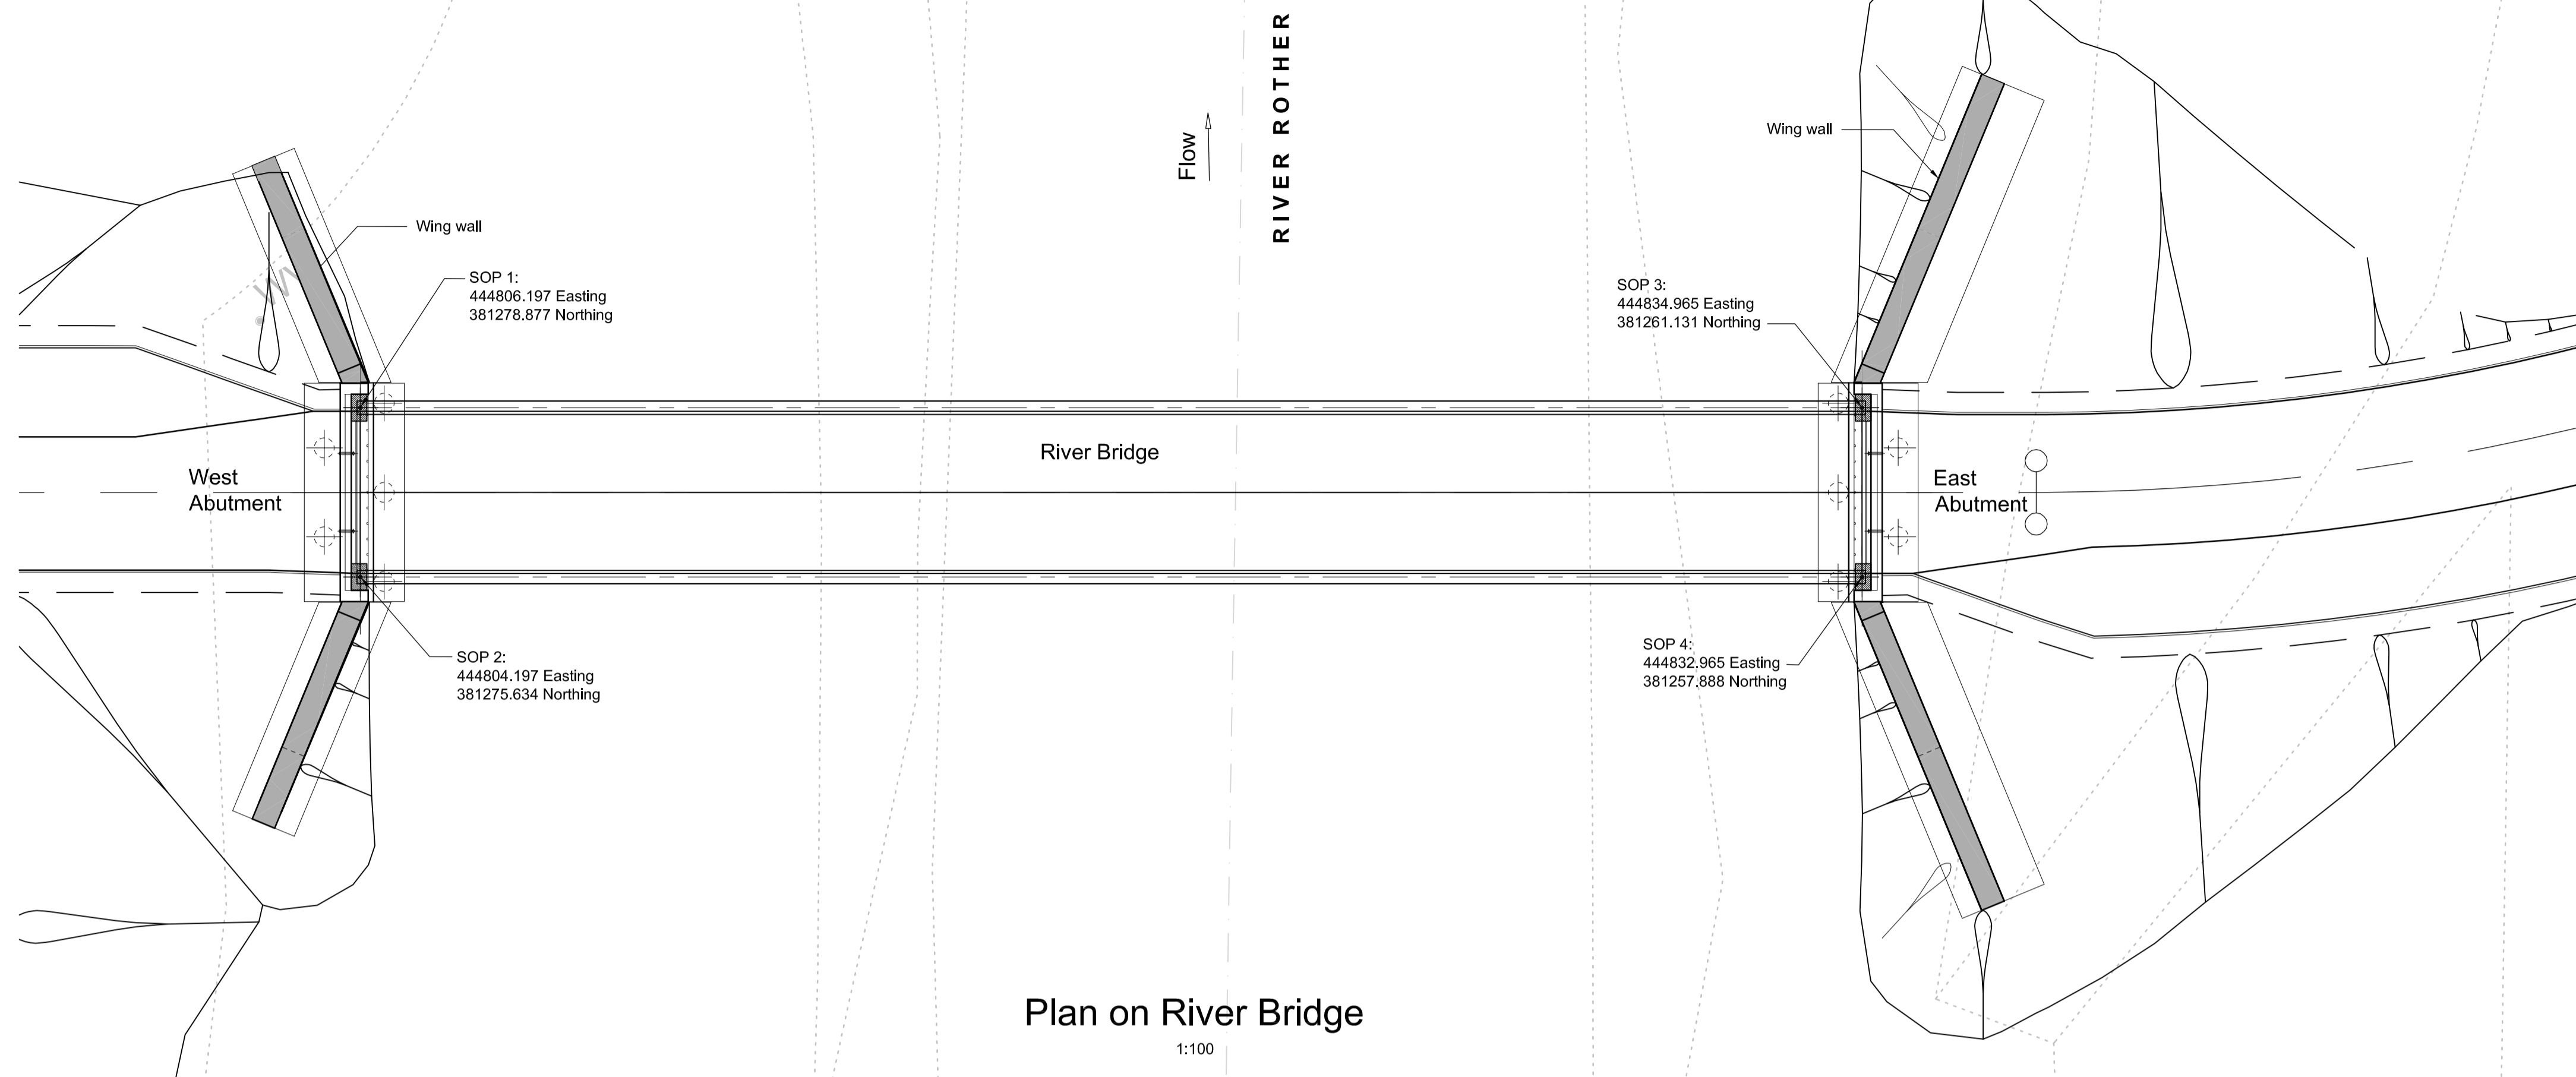 RIVER ROTHER
Flow
Wing wall
Wing wall
SOP 1:
444806.197 Easting
381278.877 Northing
SOP 3:
444834.965 Easting
381261.131 Northing
River Bridge
West
Abutment
East
Abutment
SOP 2:
444804.197 Easting
381275.634 Northing
SOP 4:
444832.965 Easting
381257.888 Northing
Plan on River Bridge
1:100